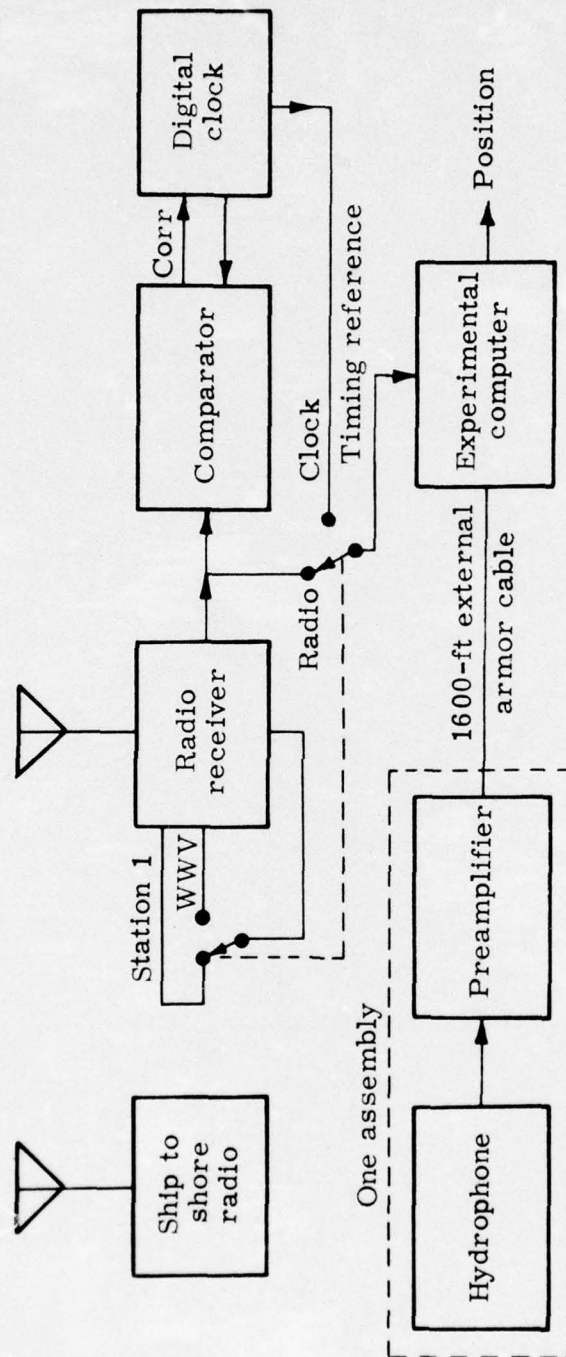 Ship to
shore
radio
Station 1
WWV
Radio
receiver
Comparator
Corr
Digital
clock
Radio
Clock
Timing reference
One assembly
Hydrophone
Preamplifier
1600-ft external
armor cable
Experimental
computer
Position